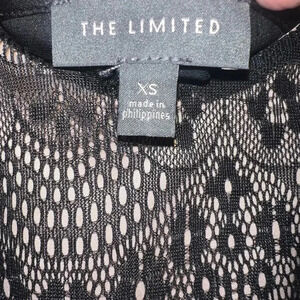 THE LIMITED
XS
made in
philippines